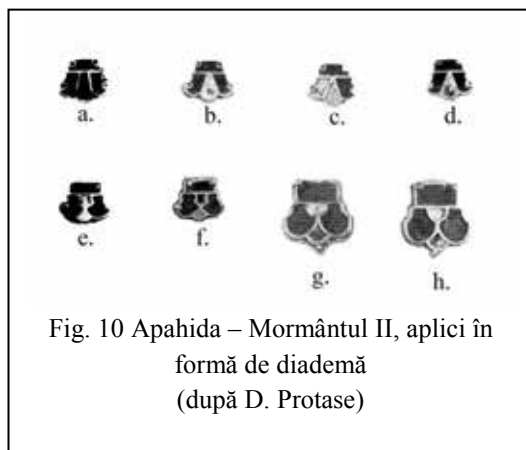 a. b. c. d.
e. f. g. h.
Fig. 10 Apahida – Mormântul II, aplici în
formă de diademă
(după D. Protase)